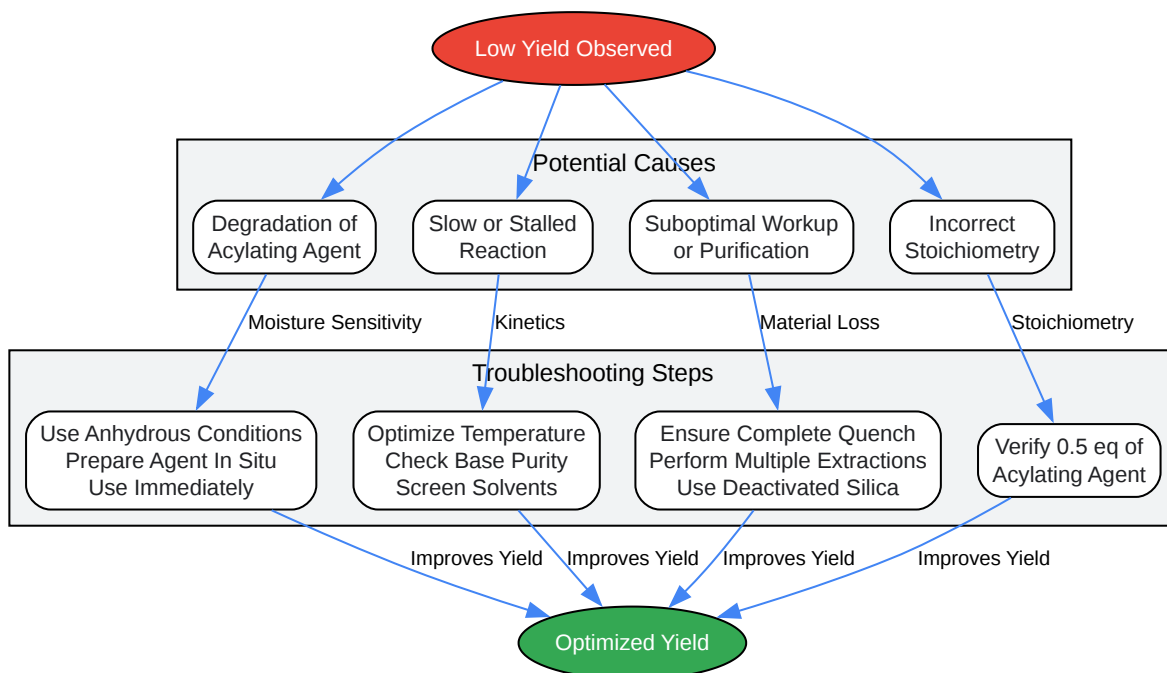 Low Yield Observed
Potential Causes
Degradation of
Acylating Agent
Slow or Stalled
Reaction
Suboptimal Workup
or Purification
Incorrect
Stoichiometry
Moisture Sensitivity
Kinetics
Material Loss
Stoichiometry
Troubleshooting Steps
Use Anhydrous Conditions
Prepare Agent In Situ
Use Immediately
Optimize Temperature
Check Base Purity
Screen Solvents
Ensure Complete Quench
Perform Multiple Extractions
Use Deactivated Silica
Verify 0.5 eq of
Acylating Agent
Improves Yield
Improves Yield
Improves Yield
Improves Yield
Optimized Yield